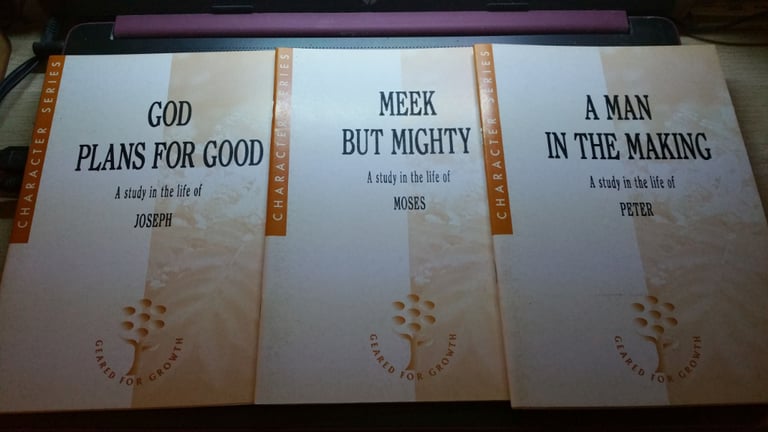 CHARACTER SERIES
GOD
PLANS FOR GOOD
A study in the life of
JOSEPH
GEARED FOR GROWTH
CHARACTER SERIES
MEEK
BUT MIGHTY
A study in the life of
MOSES
GEARED FOR GROWTH
CHARACTER SERIES
A MAN
IN THE MAKING
A study in the life of
PETER
GEARED FOR GROWTH